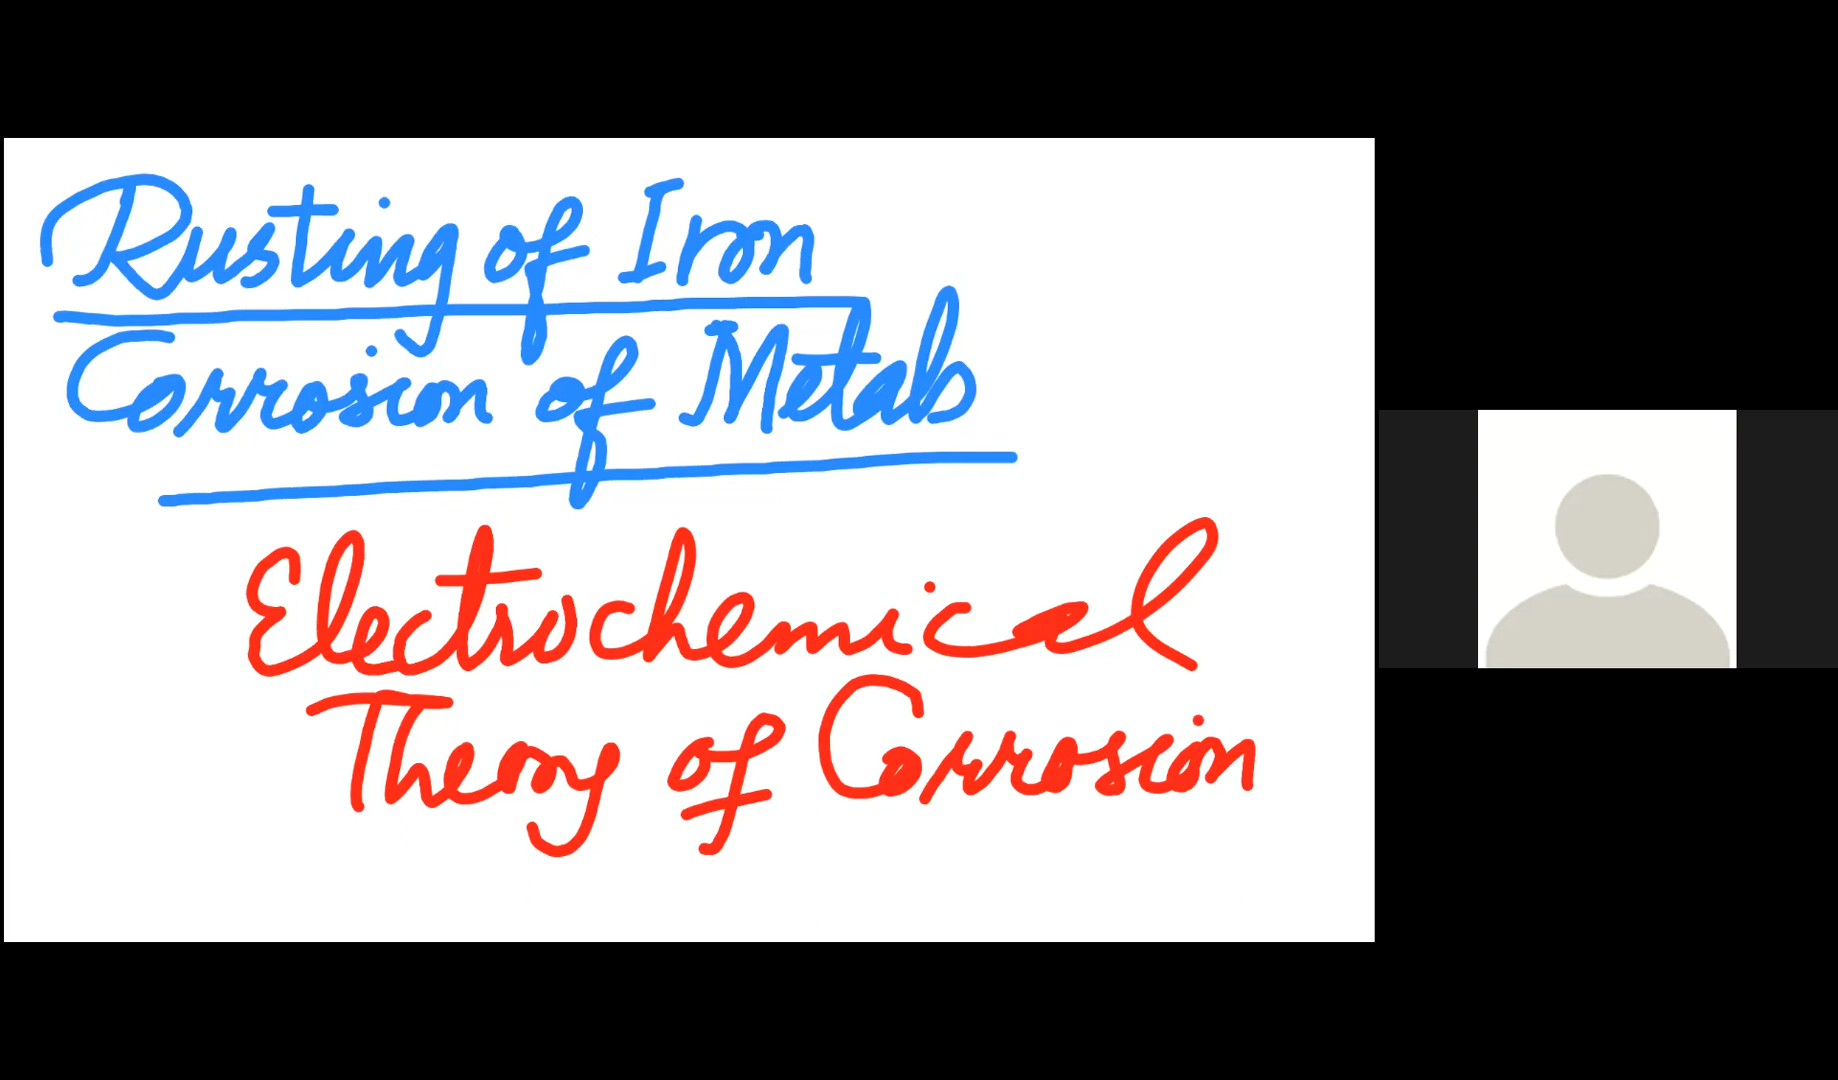 Rusting of Iron
Corrosion of Metals
Electrochemical
Theory of Corrosion